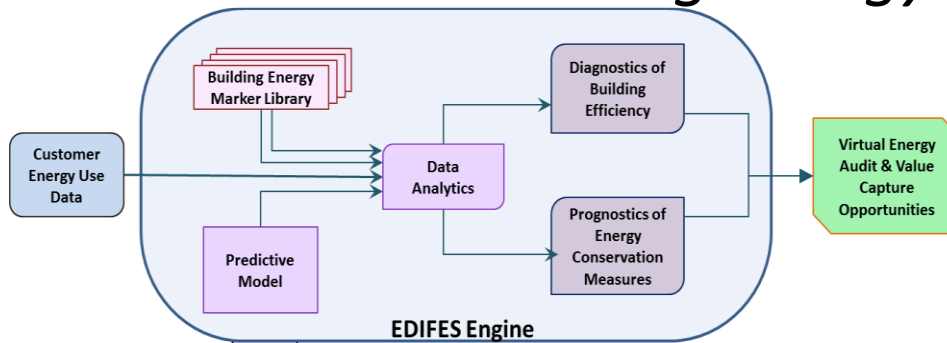 Building Energy
Marker Library
Diagnostics of
Building
Efficiency
Customer
Energy Use
Data
Data
Analytics
Virtual Energy
Audit & Value
Capture
Opportunities
Predictive
Model
Prognostics of
Energy
Conservation
Measures
EDIFES Engine